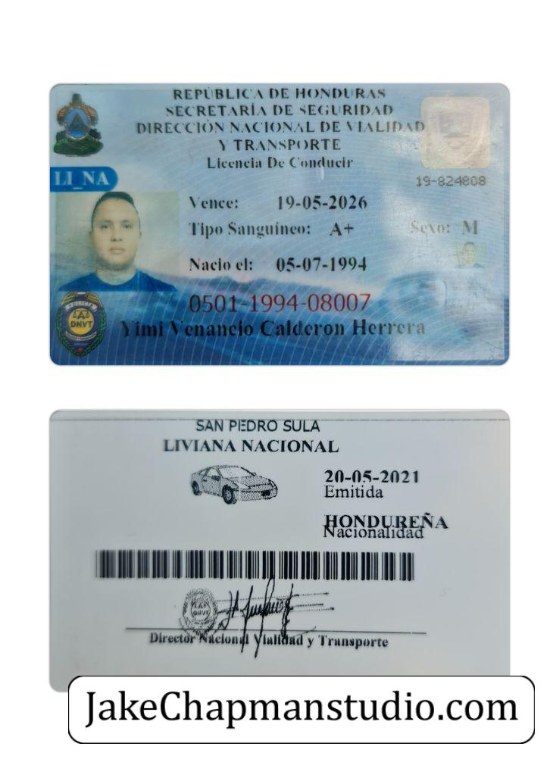 REPÚBLICA DE HONDURAS
SECRETARÍA DE SEGURIDAD
DIRECCIÓN NACIONAL DE VIALIDAD
Y TRANSPORTE
Licencia De Conducir
19-824808
LI_NA
Vence: 19-05-2026
Tipo Sanguíneo: A+ Sexo: M
Nacio el: 05-07-1994
0501-1994-08007
DNVT
Yimi Venancio Calderon Herrera
SAN PEDRO SULA
LIVIANA NACIONAL
20-05-2021
Emitida
HONDUREÑA
Nacionalidad
Director Nacional Vialidad y Transporte
JakeChapmanstudio.com